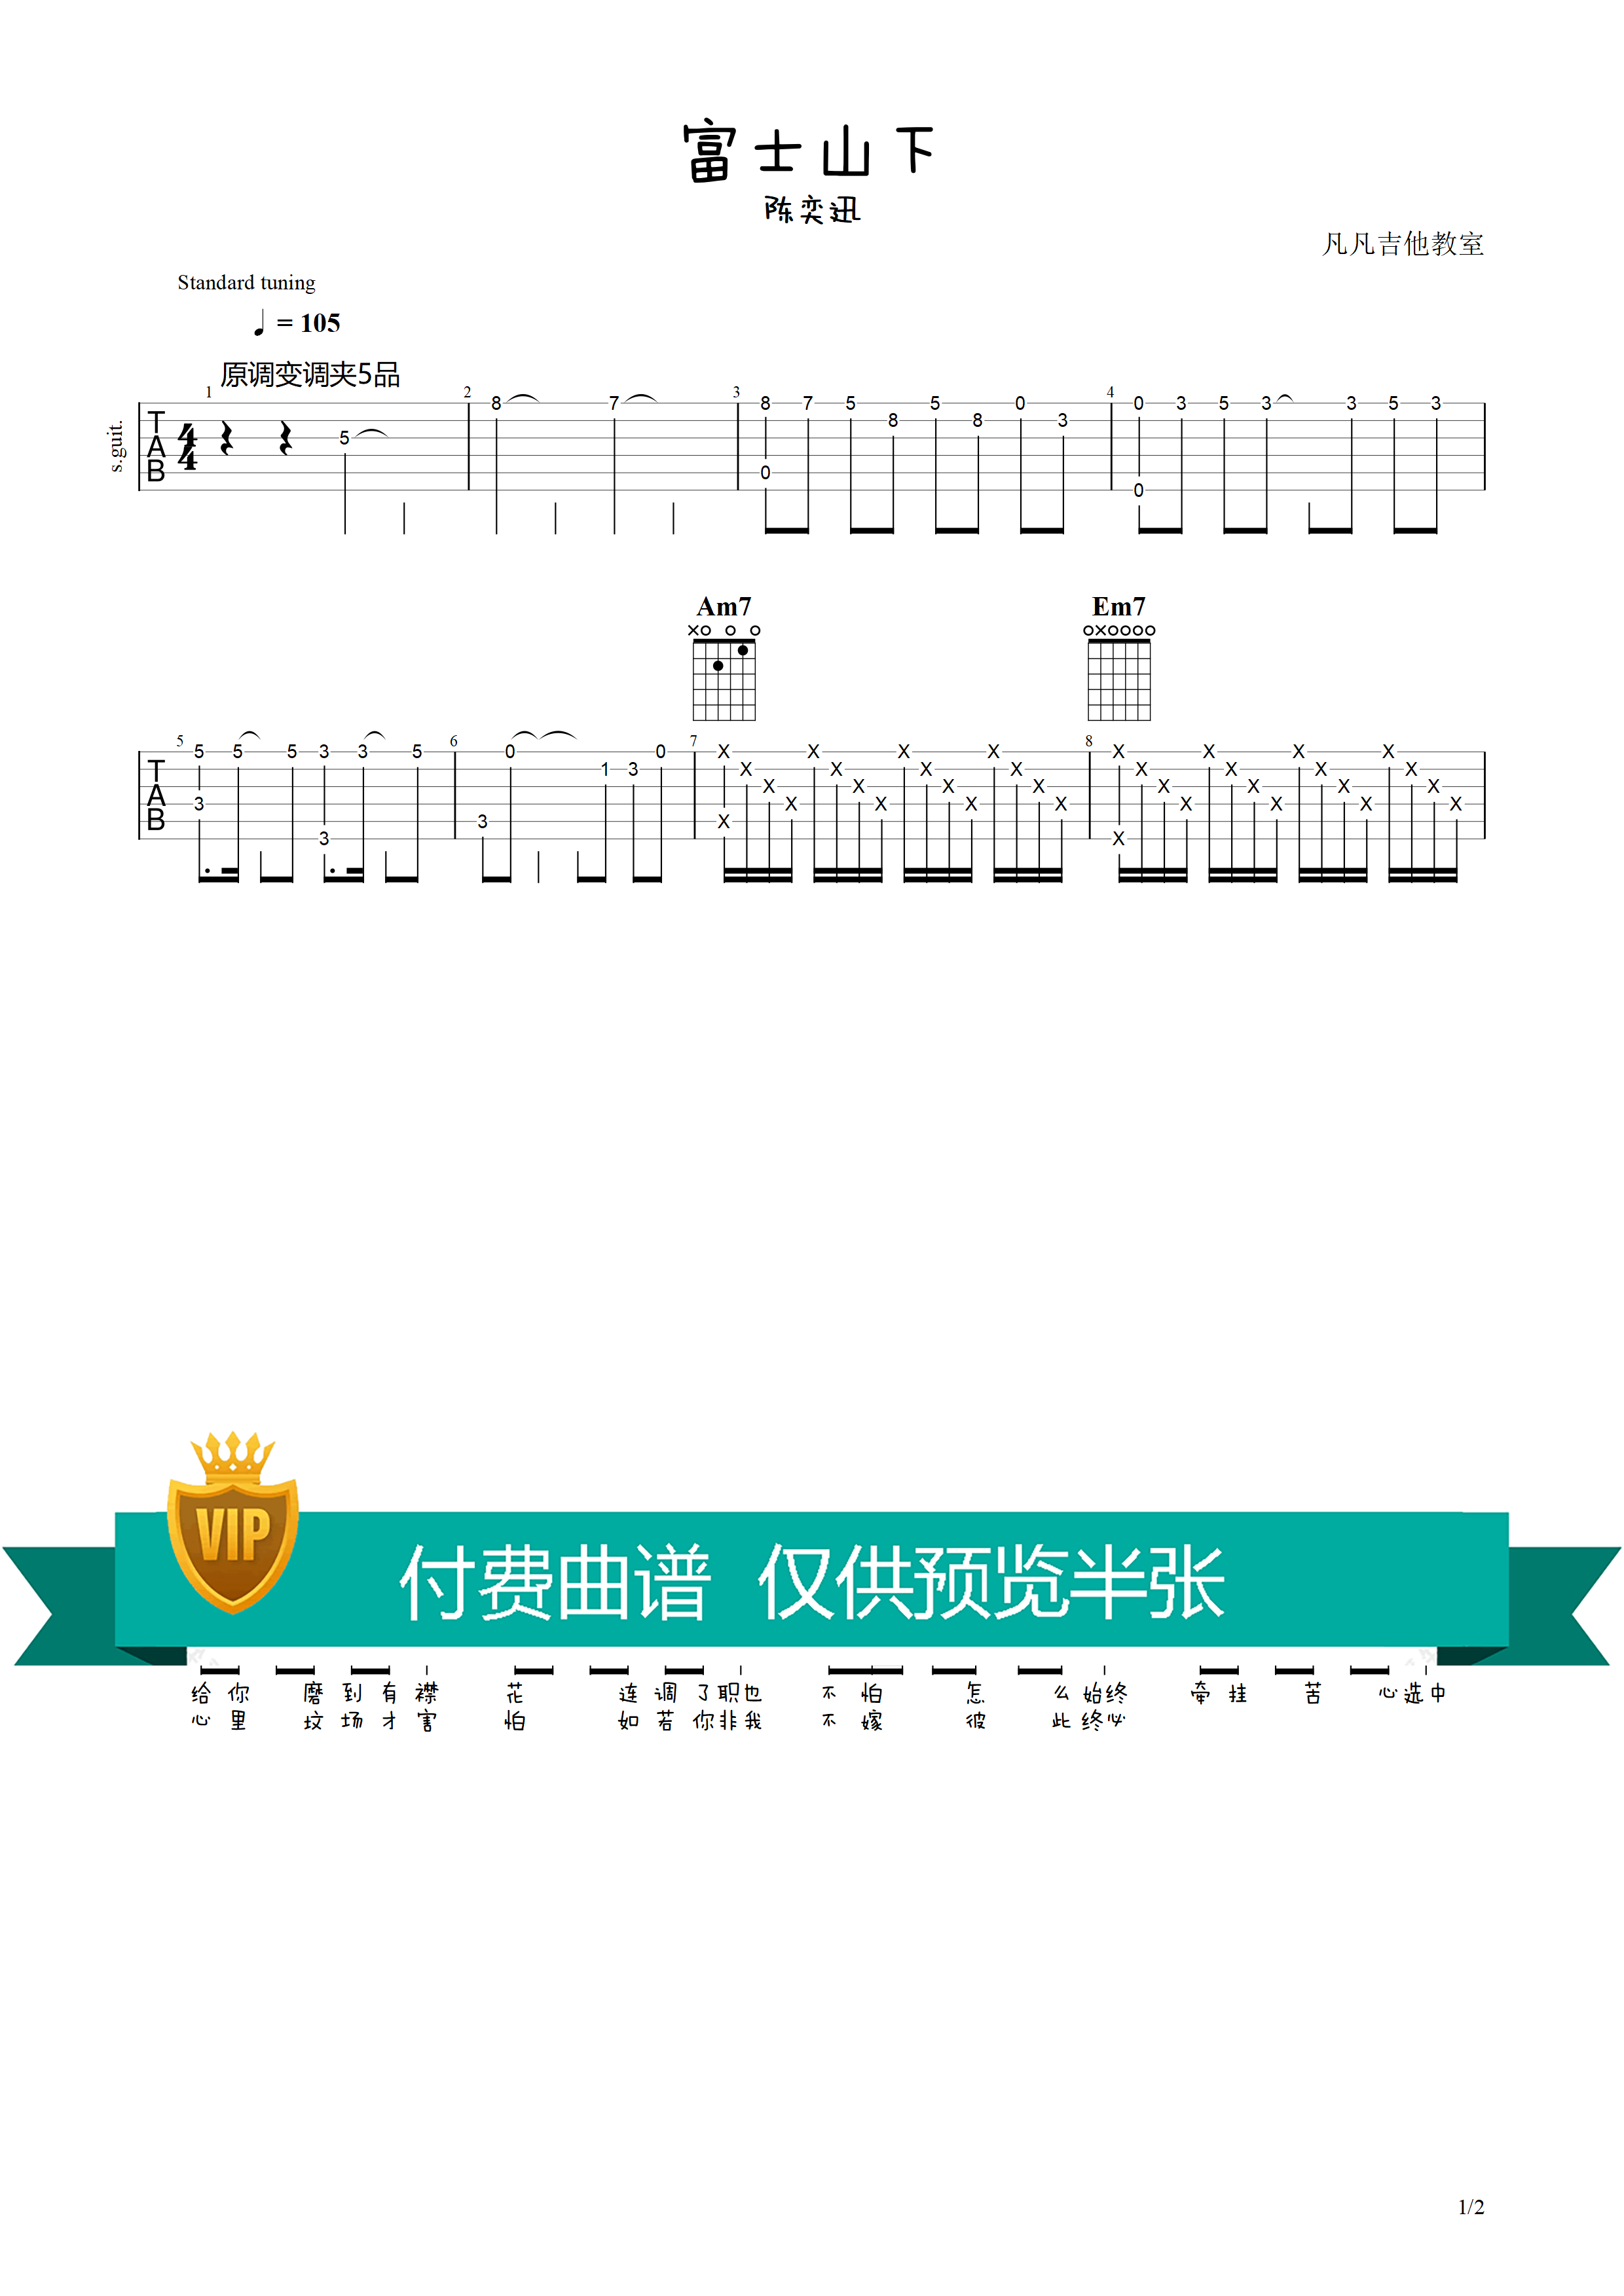 富士山下
陈奕迅
凡凡吉他教室
Standard tuning
♩ = 105
原调变调夹5品
s.guit.
1 2 3 4
T A B 4/4
5 8 7 8 7 5 8 5 8 0 3 0 3 5 3 3 5 3
0 0
Am7 Em7
5 6 7 8
T A B
5 5 5 3 3 5 0 1 3 0 X X X X X X X X X X X X X X X X X X X X X X X X X X X X X X X X
3 3 3 X X
VIP
付费曲谱 仅供预览半张
给你 磨到有襟 花 连调了职也 不怕 怎 么始终 牵挂 苦 心选中
心里 坟场才害 怕 如若你非我 不嫁 彼 此终必
1/2